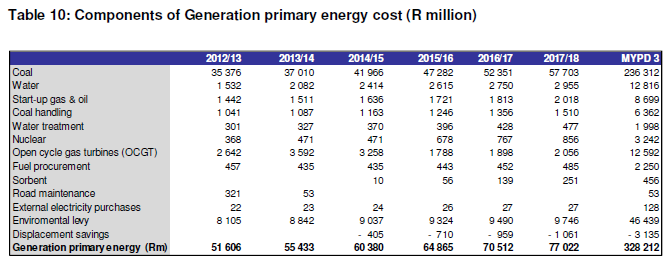 Table 10: Components of Generation primary energy cost (R million)
2012/13 2013/14 2014/15 2015/16 2016/17 2017/18 MYPD 3
Coal 35 376 37 010 41 966 47 282 52 351 57 703 236 312
Water 1 532 2 082 2 414 2 615 2 750 2 955 12 816
Start-up gas & oil 1 442 1 511 1 636 1 721 1 813 2 018 8 699
Coal handling 1 041 1 087 1 163 1 246 1 356 1 510 6 362
Water treatment 301 327 370 396 428 477 1 998
Nuclear 368 471 471 678 767 856 3 242
Open cycle gas turbines (OCGT) 2 642 3 592 3 258 1 788 1 898 2 056 12 592
Fuel procurement 457 435 435 443 452 485 2 250
Sorbent 10 56 139 251 456
Road maintenance 321 53 53
External electricity purchases 22 23 24 26 27 27 128
Enviromental levy 8 105 8 842 9 037 9 324 9 490 9 746 46 439
Displacement savings - 405 - 710 - 959 - 1 061 - 3 135
Generation primary energy (Rm) 51 606 55 433 60 380 64 865 70 512 77 022 328 212